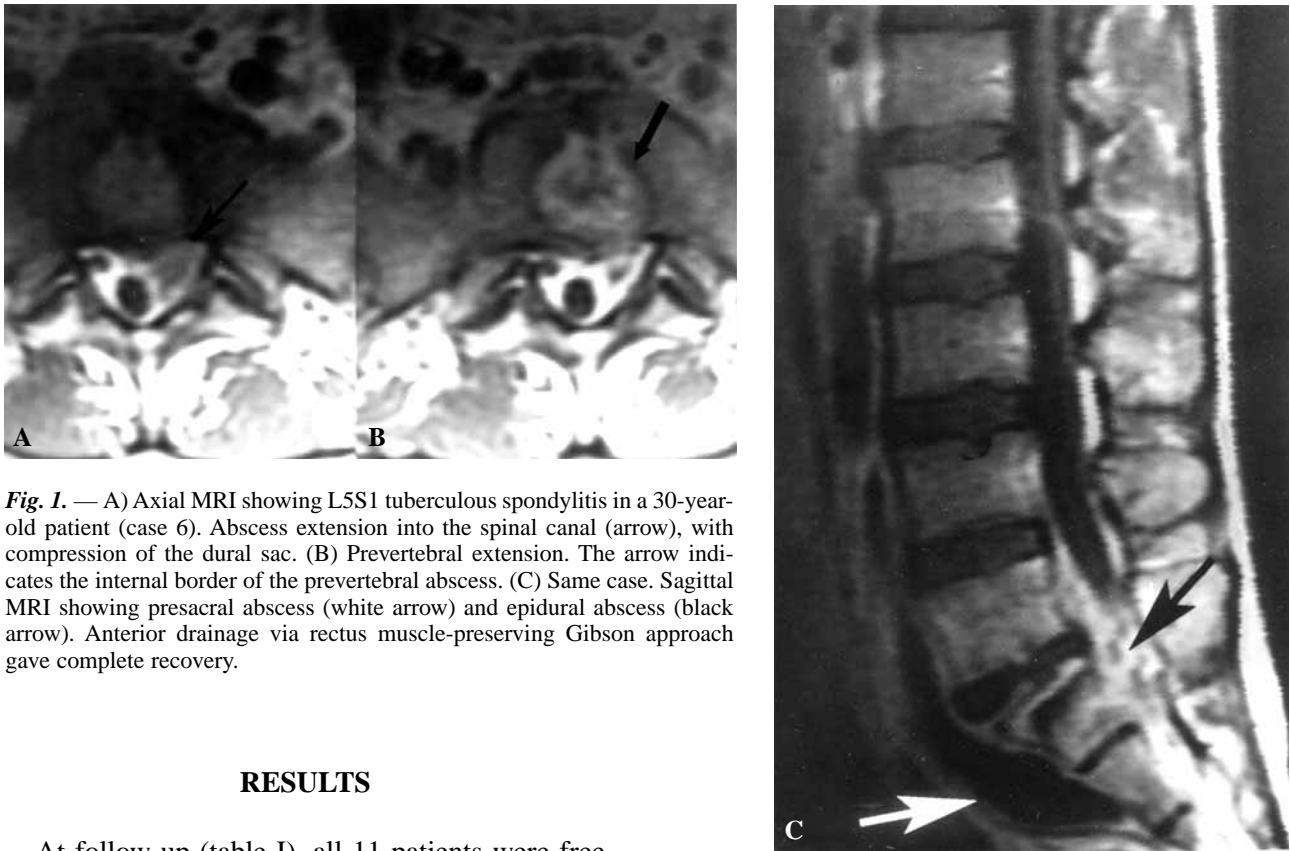 A
B
C
Fig. 1. — A) Axial MRI showing L5S1 tuberculous spondylitis in a 30-year-
old patient (case 6). Abscess extension into the spinal canal (arrow), with
compression of the dural sac. (B) Prevertebral extension. The arrow indi-
cates the internal border of the prevertebral abscess. (C) Same case. Sagittal
MRI showing presacral abscess (white arrow) and epidural abscess (black
arrow). Anterior drainage via rectus muscle-preserving Gibson approach
gave complete recovery.
RESULTS
At follow-up (table I), all 11 patients were free